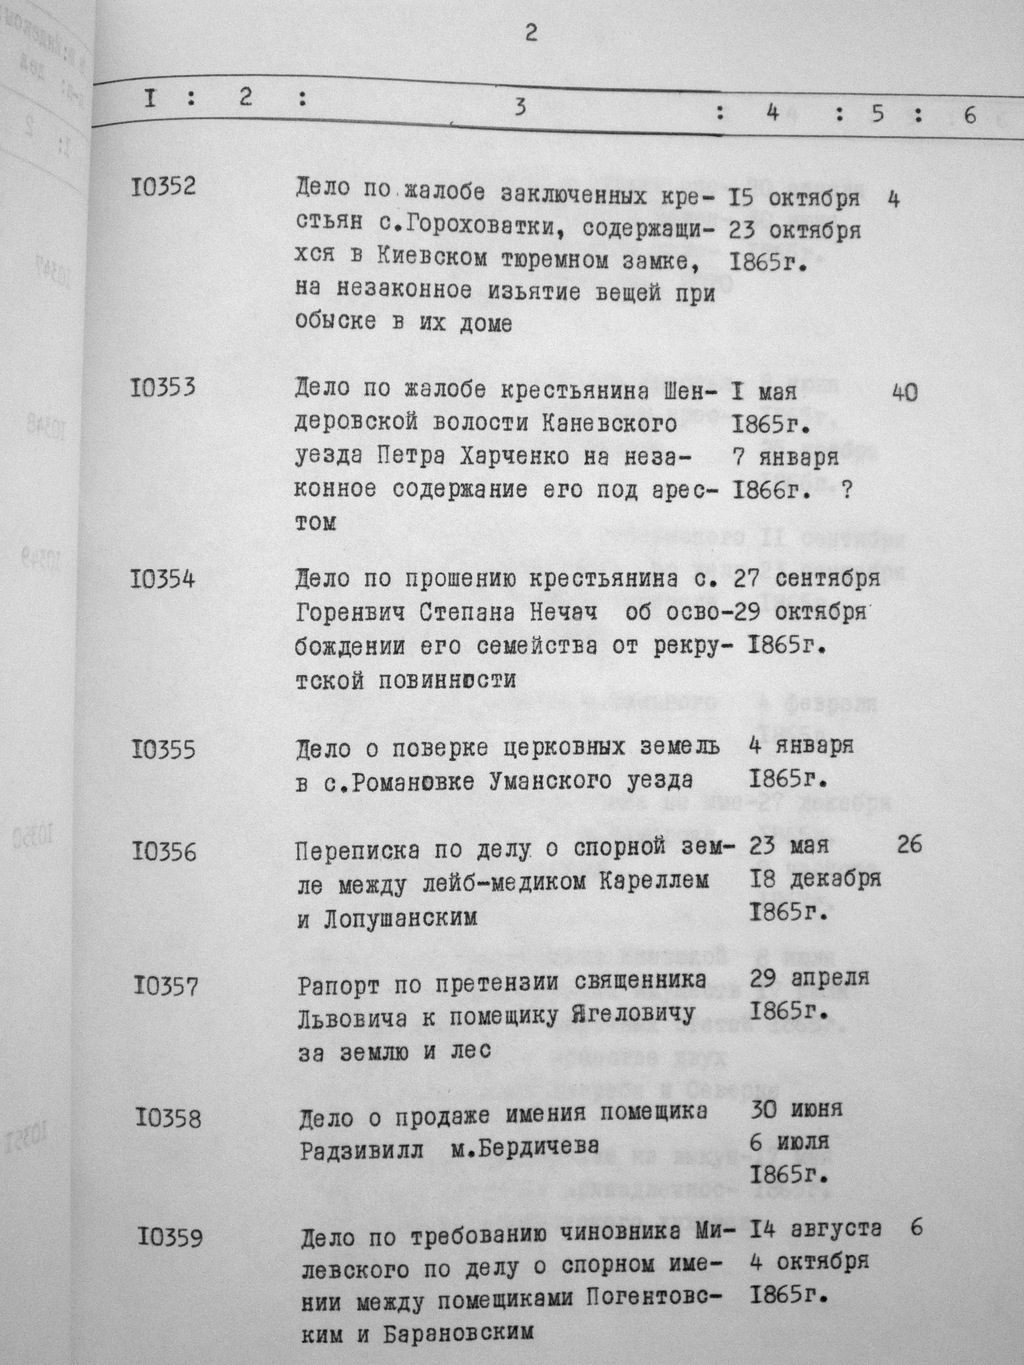 2
I : 2 : 3 : 4 : 5 : 6
I0352 Дело по жалобе заключенных кре- I5 октября 4
стьян с.Гороховатки, содержащи- 23 октября
хся в Киевском тюремном замке, I865г.
на незаконное изьятие вещей при
обыске в их доме
I0353 Дело по жалобе крестьянина Шен- I мая 40
деровской волости Каневского I865г.
уезда Петра Харченко на неза- 7 января
конное содержание его под арес- I866г. ?
том
I0354 Дело по прошению крестьянина с. 27 сентября
Горенвич Степана Нечач об осво- 29 октября
бождении его семейства от рекру- I865г.
тской повинности
I0355 Дело о поверке церковных земель 4 января
в с.Романовке Уманского уезда I865г.
I0356 Переписка по делу о спорной зем- 23 мая 26
ле между лейб-медиком Кареллем I8 декабря
и Лопушанским I865г.
I0357 Рапорт по претензии священника 29 апреля
Львовича к помещику Ягеловичу I865г.
за землю и лес
I0358 Дело о продаже имения помещика 30 июня
Радзивилл м.Бердичева 6 июля
I865г.
I0359 Дело по требованию чиновника Ми- I4 августа 6
левского по делу о спорном име- 4 октября
нии между помещиками Погентовс- I865г.
ким и Барановским